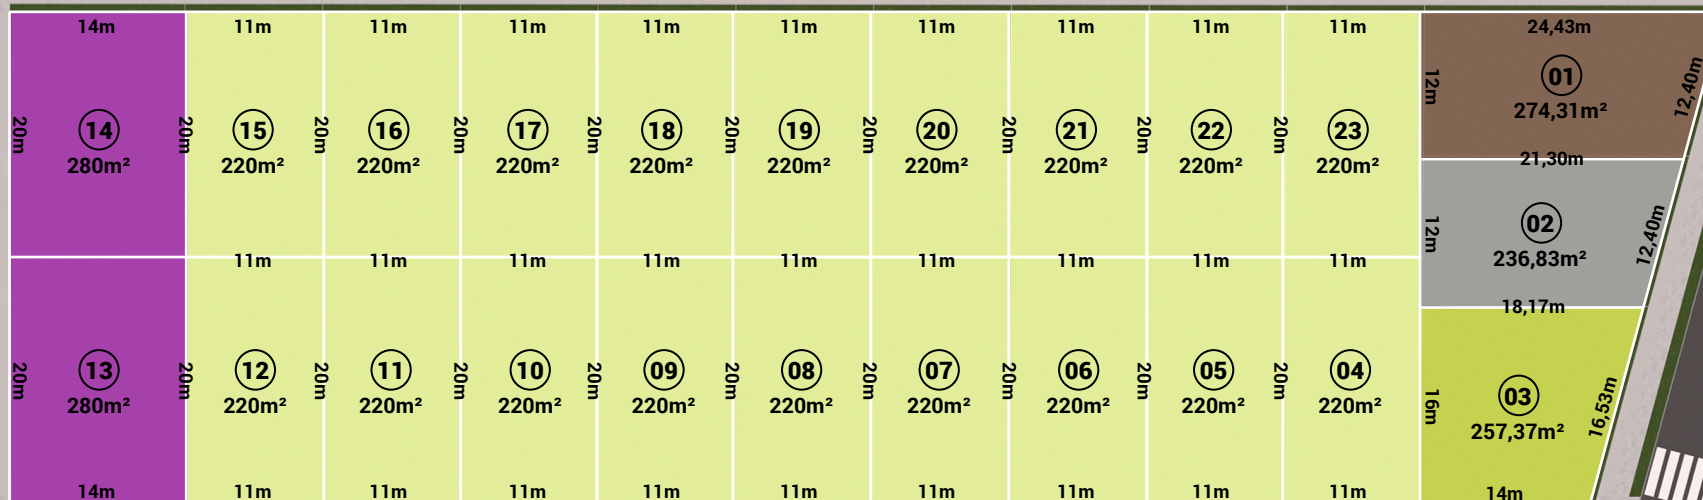 14m 11m 11m 11m 11m 11m 11m 11m 11m 11m 24,43m
12m 01 12,40m
274,31m²
20m 14 20m 15 20m 16 20m 17 20m 18 20m 19 20m 20 20m 21 20m 22 20m 23
280m² 220m² 220m² 220m² 220m² 220m² 220m² 220m² 220m² 220m²
21,30m
12m 02 12,40m
236,83m²
11m 11m 11m 11m 11m 11m 11m 11m 11m
18,17m
20m 13 20m 12 20m 11 20m 10 20m 09 20m 08 20m 07 20m 06 20m 05 20m 04
280m² 220m² 220m² 220m² 220m² 220m² 220m² 220m² 220m² 220m²
16m 03 16,53m
257,37m²
14m 11m 11m 11m 11m 11m 11m 11m 11m 11m 14m